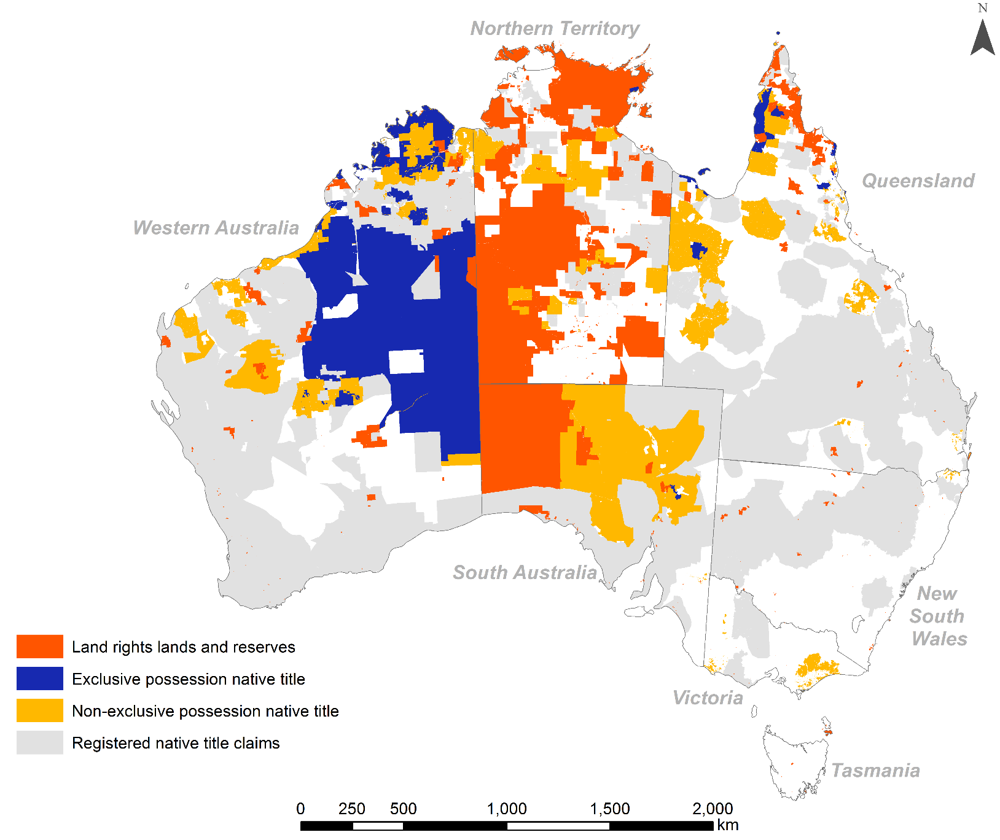 N
Northern Territory
Queensland
Western Australia
South Australia
New
South
Wales
Victoria
Tasmania
Land rights lands and reserves
Exclusive possession native title
Non-exclusive possession native title
Registered native title claims
0 250 500 1,000 1,500 2,000
km